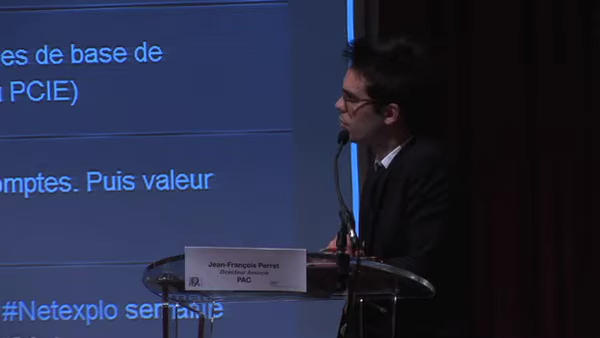 es de base de
PCIE)
omptes. Puis valeur
#Netexplo semaine
Jean-François Perret
Directeur Associé
PAC